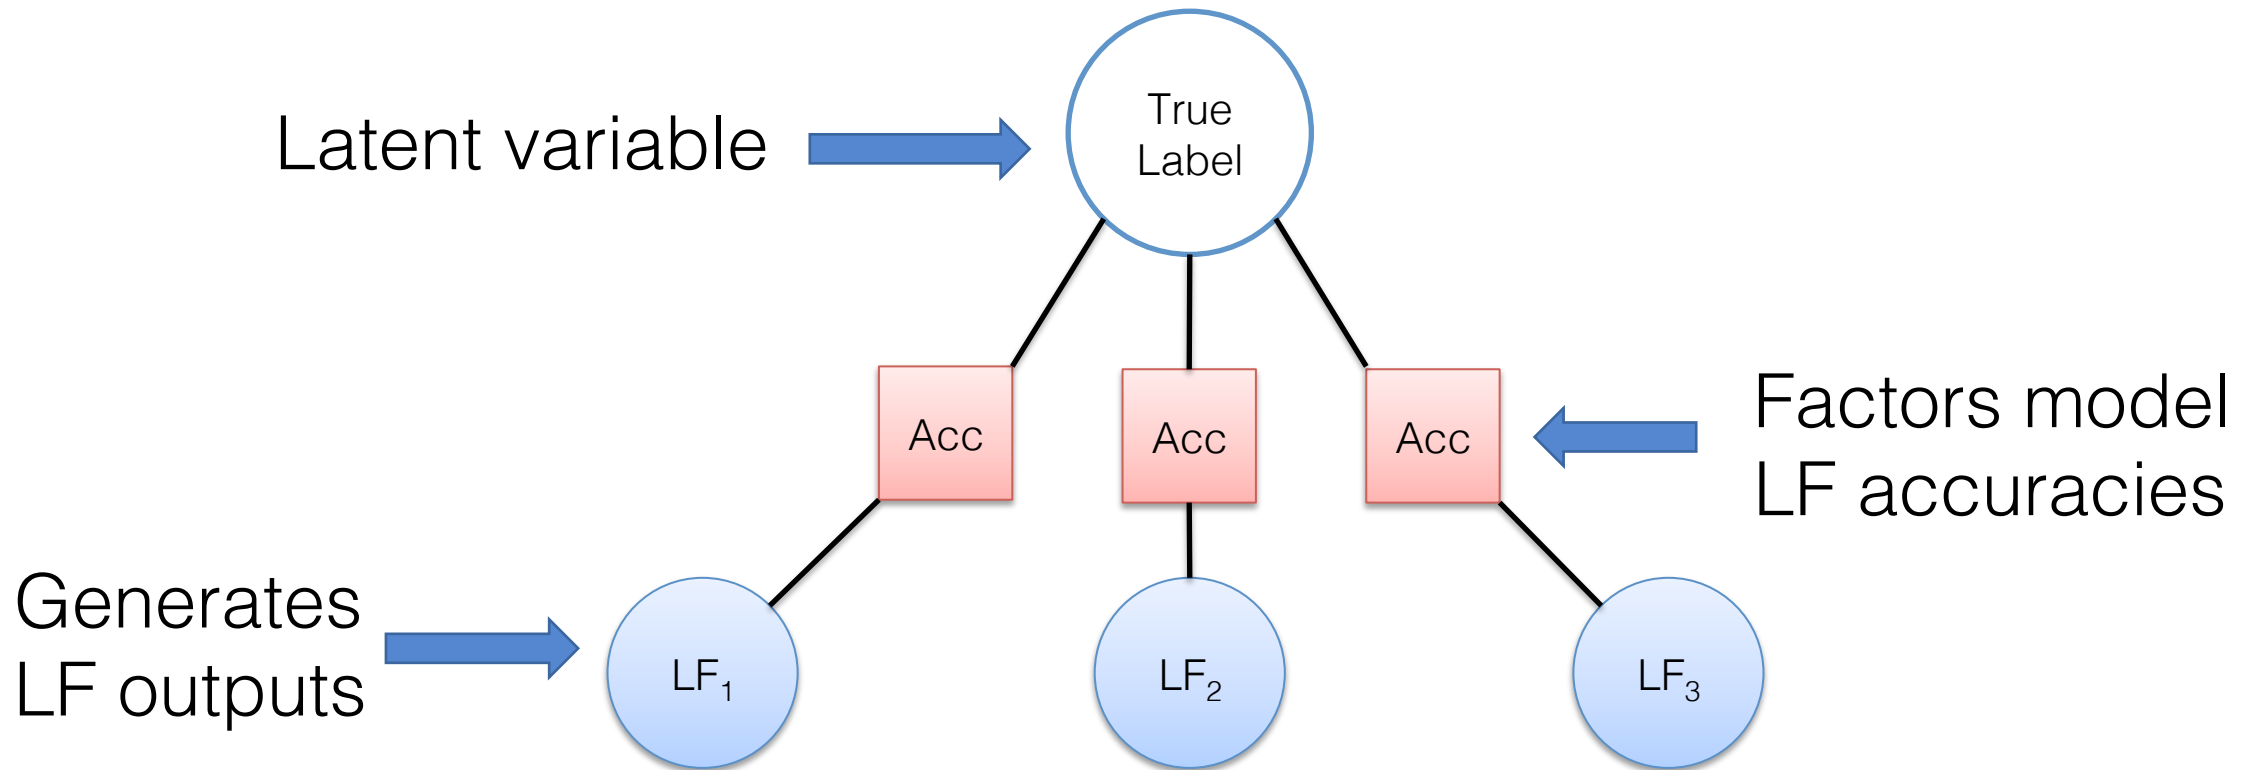 True
Label
Latent variable
Acc
Acc
Acc
Factors model
LF accuracies
Generates
LF outputs
LF₁
LF₂
LF₃